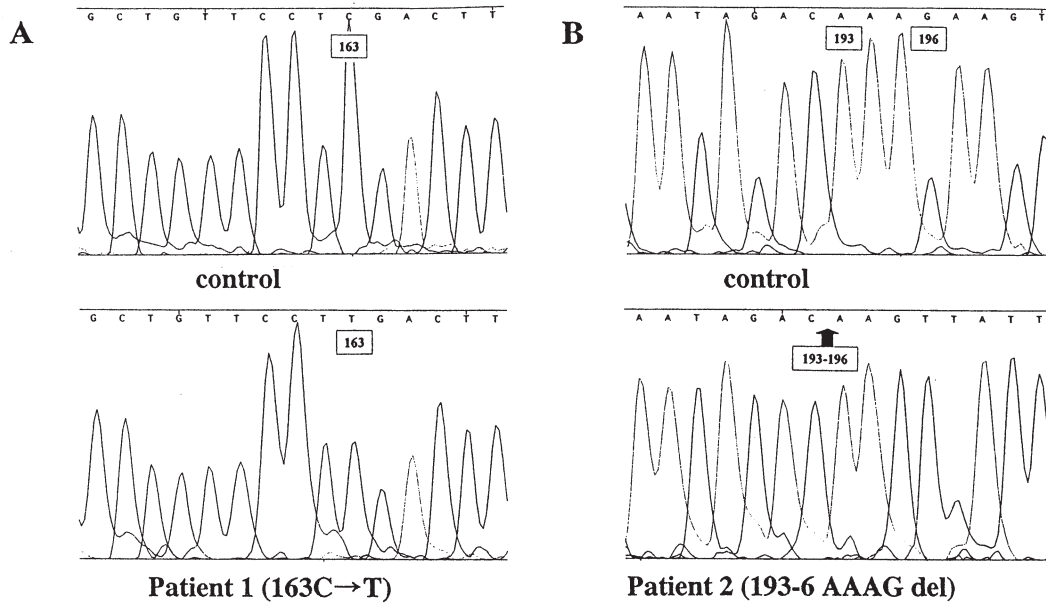 A
G C T G T T C C T C G A C T T
163
control
G C T G T T C C T T G A C T T
163
Patient 1 (163C→T)
B
A A T A G A C A A A G A A G T
193 196
control
A A T A G A C A A G T T A T T
193-196
Patient 2 (193-6 AAAG del)